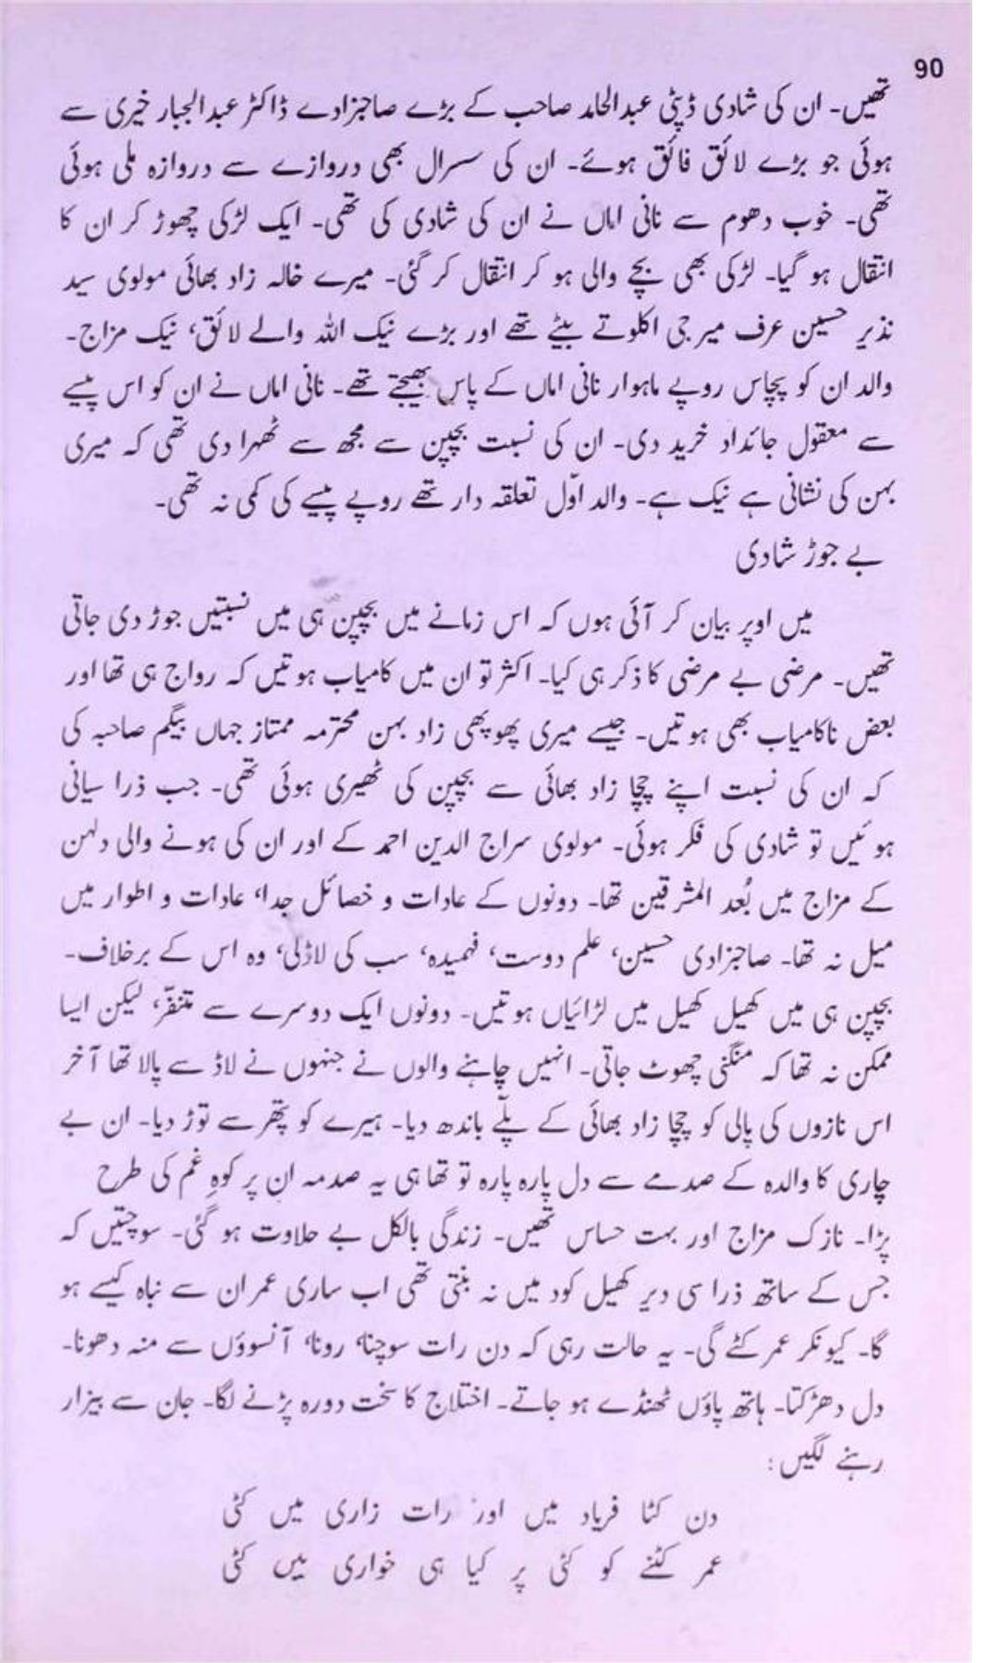 90
تھیں۔ ان کی شادی ڈپٹی عبدالحامد صاحب کے بڑے صاحبزادے ڈاکٹر عبدالجبار خیری سے
ہوئی جو بڑے لائق فائق ہوئے۔ ان کی سسرال بھی دروازے سے دروازہ ملی ہوئی
تھی۔ خوب دھوم سے نانی اماں نے ان کی شادی کی تھی۔ ایک لڑکی چھوڑ کر ان کا
انتقال ہو گیا۔ لڑکی بھی بچے والی ہو کر انتقال کر گئی۔ میرے خالہ زاد بھائی مولوی سید
نذیر حسین عرف میر جی اکلوتے بیٹے تھے اور بڑے نیک اللہ والے لائق، نیک مزاج۔
والد ان کو پچاس روپے ماہوار نانی اماں کے پاس بھیجتے تھے۔ نانی اماں نے ان کو اس پیسے
سے معقول جائداد خرید دی۔ ان کی نسبت بچپن سے مجھ سے ٹھہرا دی تھی کہ میری
بہن کی نشانی ہے نیک ہے۔ والد اوّل تعلقہ دار تھے روپے پیسے کی کمی نہ تھی۔
بے جوڑ شادی
میں اوپر بیان کر آئی ہوں کہ اس زمانے میں بچپن ہی میں نسبتیں جوڑ دی جاتی
تھیں۔ مرضی بے مرضی کا ذکر ہی کیا۔ اکثر تو ان میں کامیاب ہوتیں کہ رواج ہی تھا اور
بعض ناکامیاب بھی ہوتیں۔ جیسے میری پھوپھی زاد بہن محترمہ ممتاز جہاں بیگم صاحبہ کی
کہ ان کی نسبت اپنے چچا زاد بھائی سے بچپن کی ٹھیری ہوئی تھی۔ جب ذرا سیانی
ہوئیں تو شادی کی فکر ہوئی۔ مولوی سراج الدین احمد کے اور ان کی ہونے والی دلہن
کے مزاج میں بُعد المشرقین تھا۔ دونوں کے عادات و خصائل جدا، عادات و اطوار میں
میل نہ تھا۔ صاحبزادی حسین، علم دوست، فہمیدہ، سب کی لاڈلی، وہ اس کے برخلاف۔
بچپن ہی میں کھیل کھیل میں لڑائیاں ہوتیں۔ دونوں ایک دوسرے سے متنفّر، لیکن ایسا
ممکن نہ تھا کہ منگنی چھوٹ جاتی۔ انہیں چاہنے والوں نے جنہوں نے لاڈ سے پالا تھا آخر
اس نازوں کی پالی کو چچا زاد بھائی کے پلّے باندھ دیا۔ ہیرے کو پتھر سے توڑ دیا۔ ان بے
چاری کا والدہ کے صدمے سے دل پارہ پارہ تو تھا ہی یہ صدمہ ان پر کوہِ غم کی طرح
پڑا۔ نازک مزاج اور بہت حساس تھیں۔ زندگی بالکل بے حلاوت ہو گئی۔ سوچتیں کہ
جس کے ساتھ ذرا سی دیر کھیل کود میں نہ بنتی تھی اب ساری عمر ان سے نباہ کیسے ہو
گا۔ کیونکر عمر کٹے گی۔ یہ حالت رہی کہ دن رات سوچنا، رونا، آنسوؤں سے منہ دھونا۔
دل دھڑکتا۔ ہاتھ پاؤں ٹھنڈے ہو جاتے۔ اختلاج کا سخت دورہ پڑنے لگا۔ جان سے بیزار
رہنے لگیں:
دن کٹا فریاد میں اور رات زاری میں کٹی
عمر کٹنے کو کٹی پر کیا ہی خواری میں کٹی